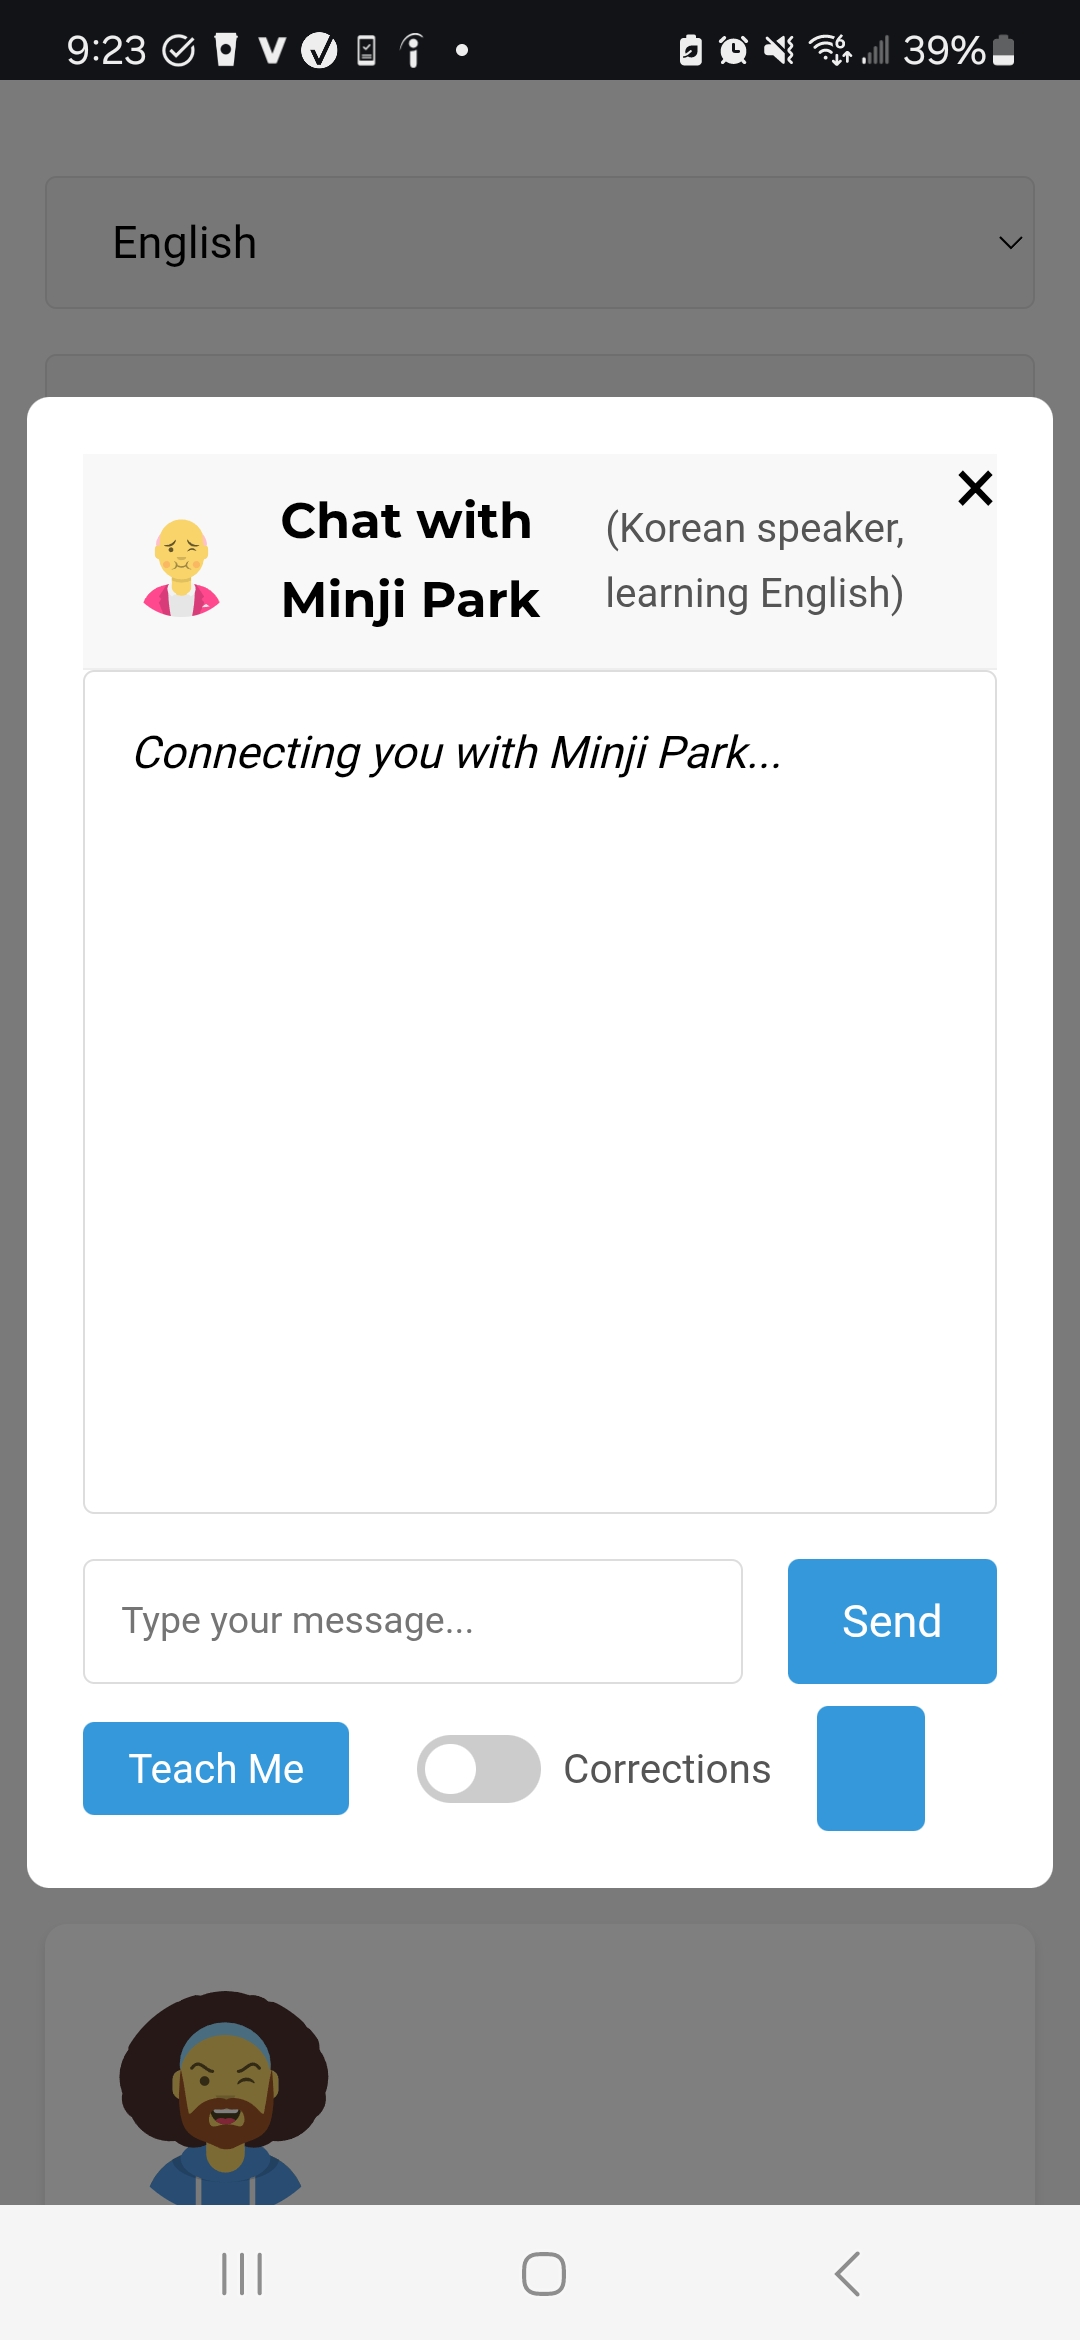 9:23
39%
English
Chat with
Minji Park
(Korean speaker,
learning English)
Connecting you with Minji Park...
Type your message...
Send
Teach Me
Corrections